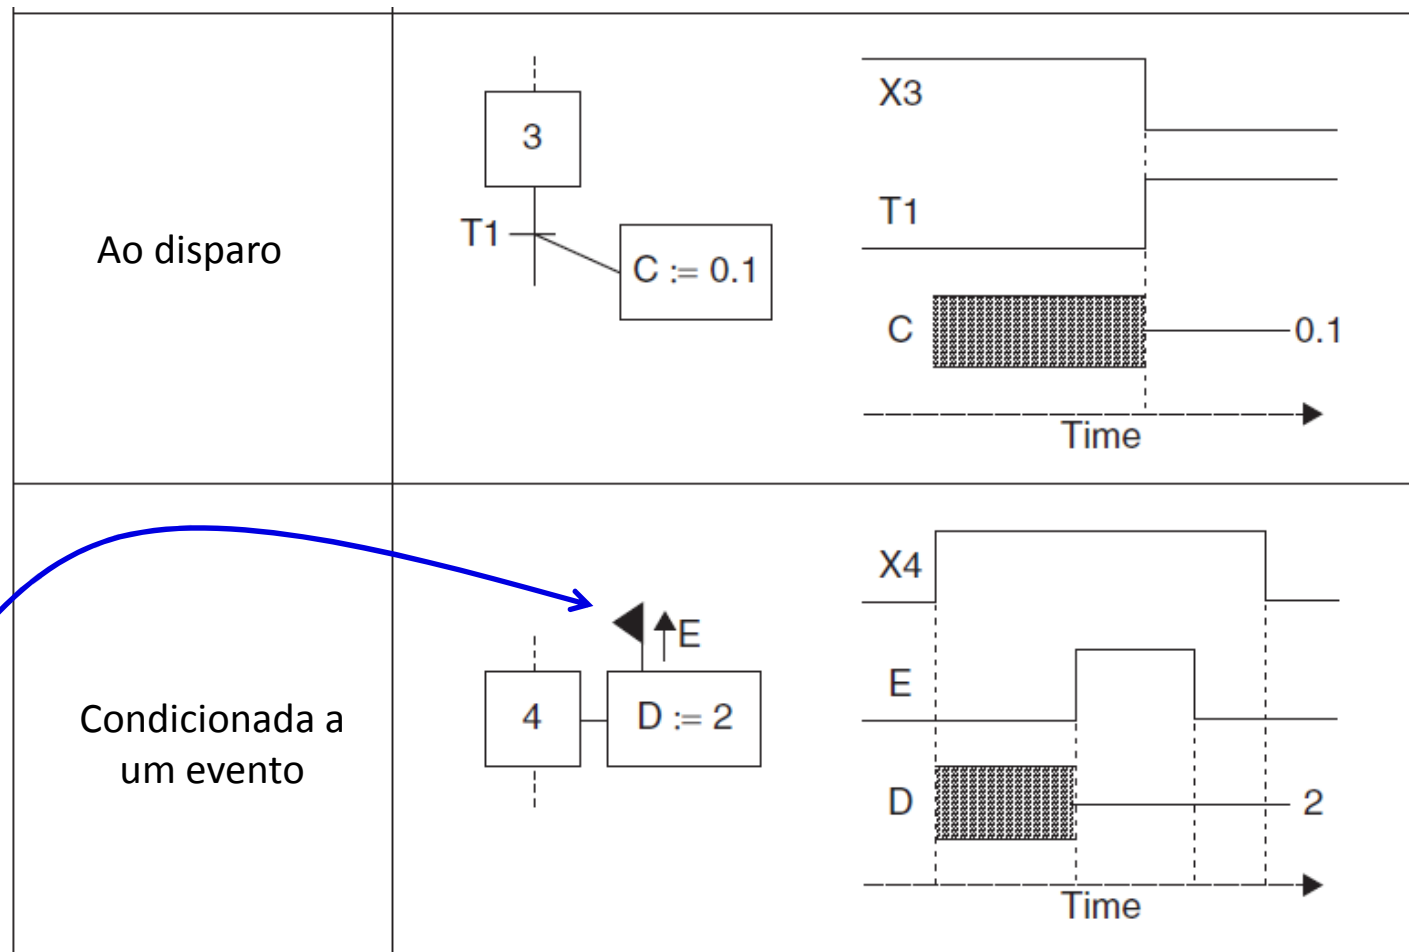 Ao disparo
3
T1
C := 0.1
X3
T1
C
0.1
Time
Condicionada a
um evento
E
4
D := 2
X4
E
D
2
Time